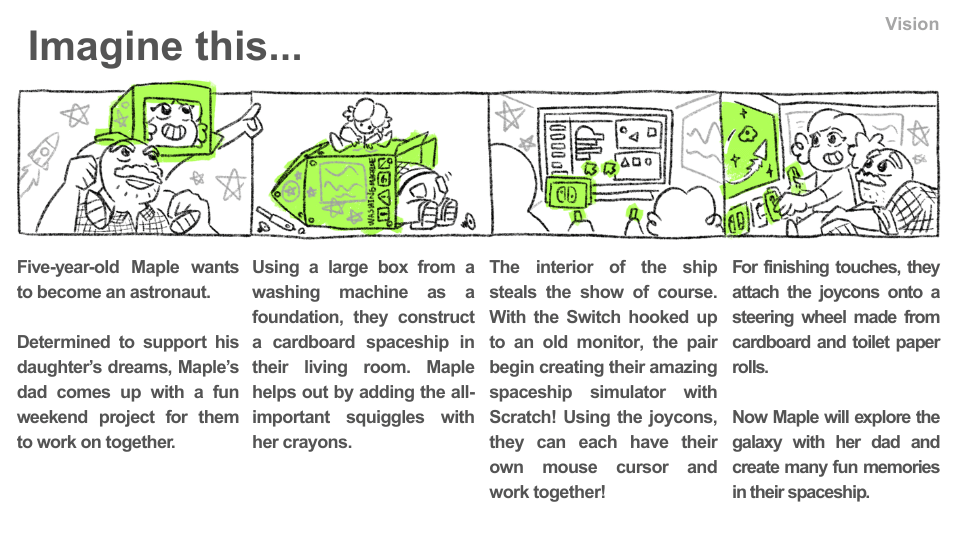 Vision
Imagine this...
WASHING MACHINE
Five-year-old Maple wants
to become an astronaut.
Determined to support his
daughter’s dreams, Maple’s
dad comes up with a fun
weekend project for them
to work on together.
Using a large box from a
washing machine as a
foundation, they construct
a cardboard spaceship in
their living room. Maple
helps out by adding the all-
important squiggles with
her crayons.
The interior of the ship
steals the show of course.
With the Switch hooked up
to an old monitor, the pair
begin creating their amazing
spaceship simulator with
Scratch! Using the joycons,
they can each have their
own mouse cursor and
work together!
For finishing touches, they
attach the joycons onto a
steering wheel made from
cardboard and toilet paper
rolls.
Now Maple will explore the
galaxy with her dad and
create many fun memories
in their spaceship.